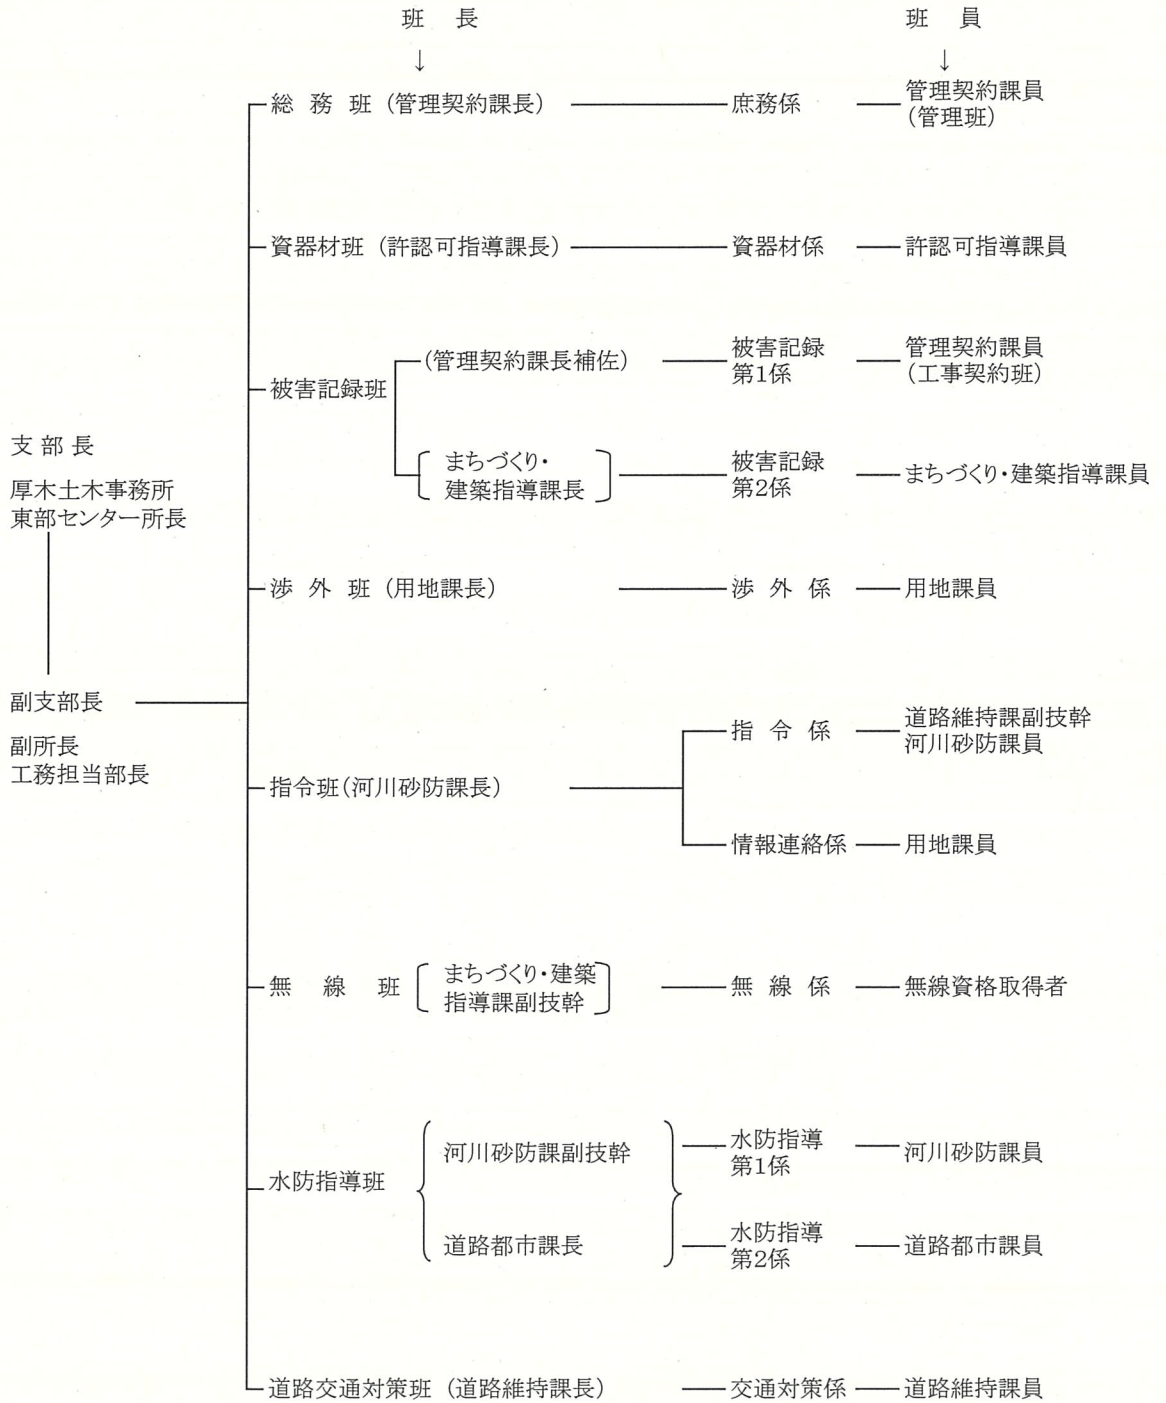 班 長
班 員
↓
↓
総 務 班 (管理契約課長)
庶務係
管理契約課員
(管理班)
資器材班 (許認可指導課長)
資器材係
許認可指導課員
被害記録班
(管理契約課長補佐)
被害記録
第1係
管理契約課員
(工事契約班)
まちづくり・
建築指導課長
被害記録
第2係
まちづくり・建築指導課員
支 部 長
厚木土木事務所
東部センター所長
渉 外 班 (用地課長)
渉 外 係
用地課員
副支部長
副所長
工務担当部長
指令班(河川砂防課長)
指 令 係
道路維持課副技幹
河川砂防課員
情報連絡係
用地課員
無 線 班
まちづくり・建築
指導課副技幹
無 線 係
無線資格取得者
水防指導班
河川砂防課副技幹
道路都市課長
水防指導
第1係
河川砂防課員
水防指導
第2係
道路都市課員
道路交通対策班 (道路維持課長)
交通対策係
道路維持課員